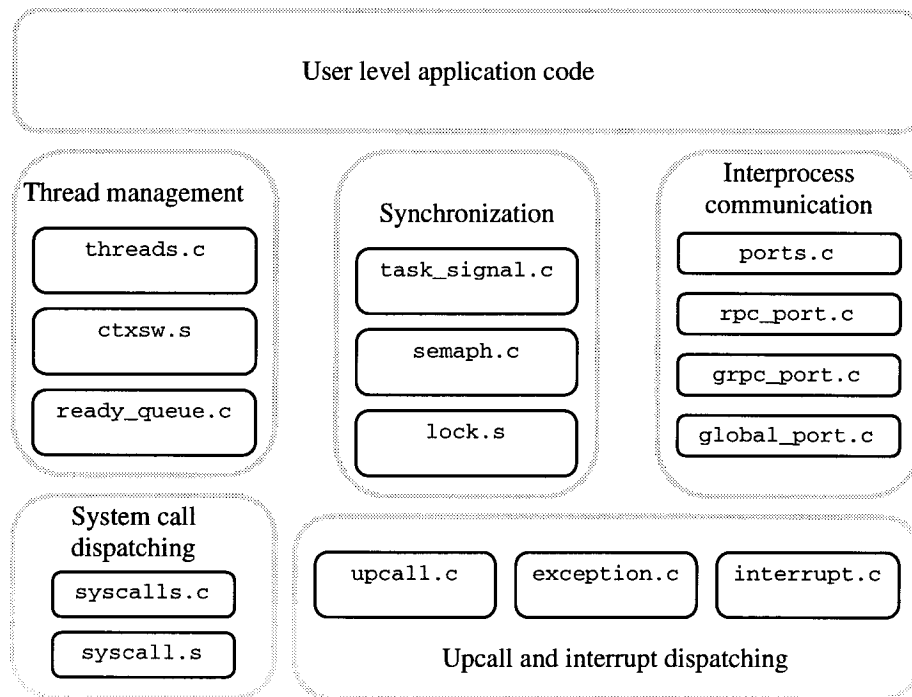 User level application code
Thread management
threads.c
ctxsw.s
ready_queue.c
Synchronization
task_signal.c
semaph.c
lock.s
Interprocess
communication
ports.c
rpc_port.c
grpc_port.c
global_port.c
System call
dispatching
syscalls.c
syscall.s
upcall.c
exception.c
interrupt.c
Upcall and interrupt dispatching